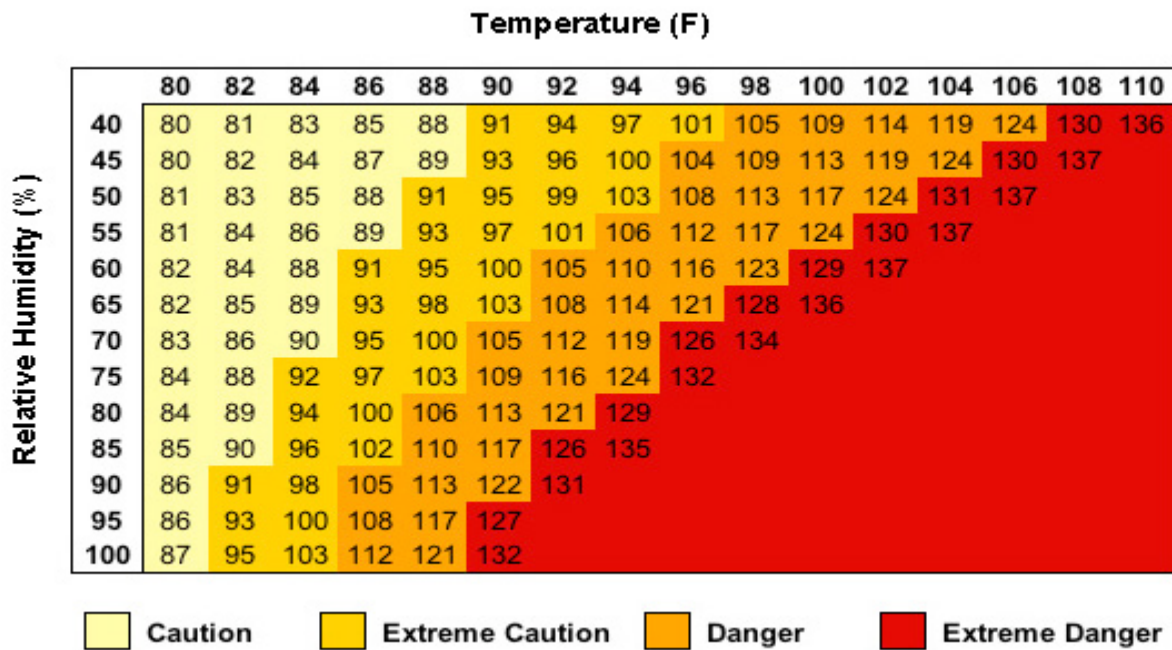 Temperature (F)
80 82 84 86 88 90 92 94 96 98 100 102 104 106 108 110
Relative Humidity (%)
40 80 81 83 85 88 91 94 97 101 105 109 114 119 124 130 136
45 80 82 84 87 89 93 96 100 104 109 113 119 124 130 137
50 81 83 85 88 91 95 99 103 108 113 117 124 131 137
55 81 84 86 89 93 97 101 106 112 117 124 130 137
60 82 84 88 91 95 100 105 110 116 123 129 137
65 82 85 89 93 98 103 108 114 121 128 136
70 83 86 90 95 100 105 112 119 126 134
75 84 88 92 97 103 109 116 124 132
80 84 89 94 100 106 113 121 129
85 85 90 96 102 110 117 126 135
90 86 91 98 105 113 122 131
95 86 93 100 108 117 127
100 87 95 103 112 121 132
Caution Extreme Caution Danger Extreme Danger